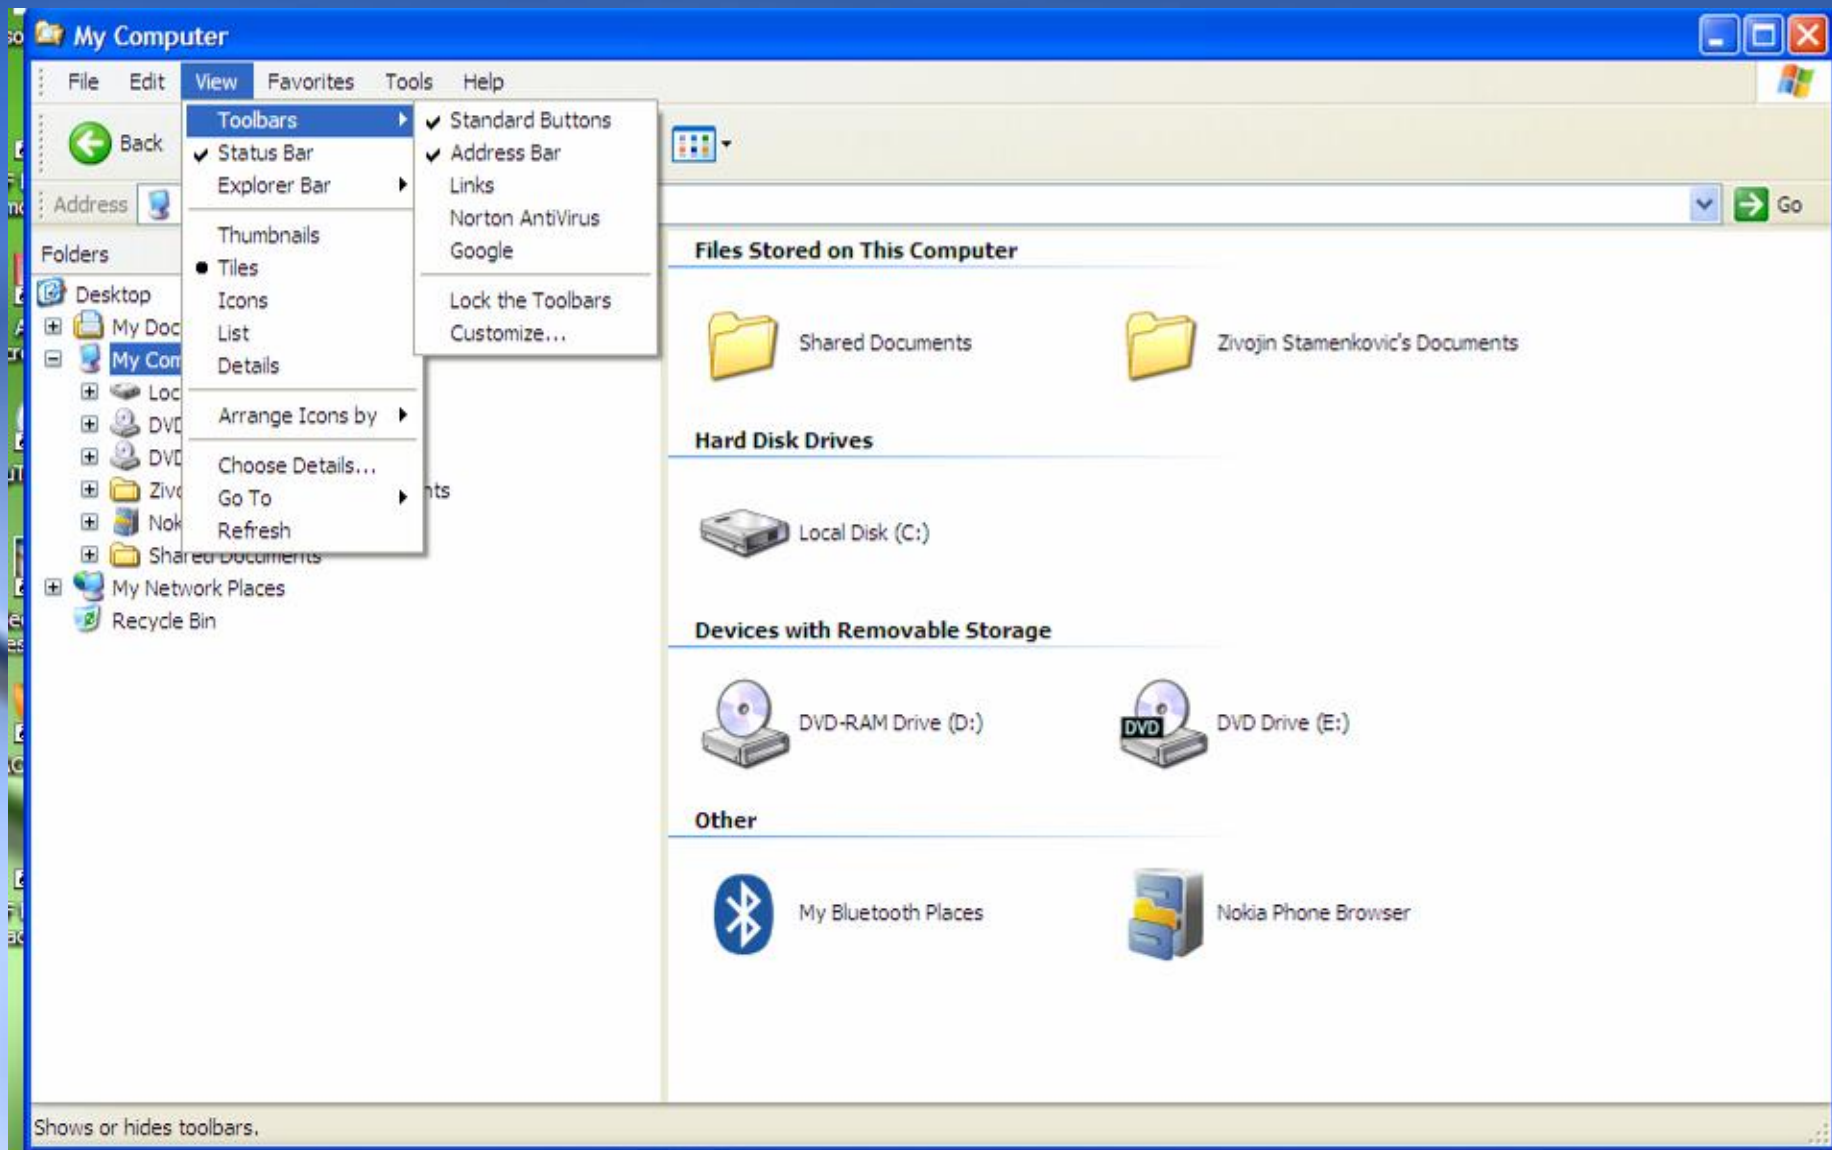 My Computer
File Edit View Favorites Tools Help
Back
Address Go
Toolbars
Status Bar
Explorer Bar
Thumbnails
Tiles
Icons
List
Details
Arrange Icons by
Choose Details...
Go To
Refresh
Standard Buttons
Address Bar
Links
Norton AntiVirus
Google
Lock the Toolbars
Customize...
Folders
Desktop
My
My
Shared Documents
My Network Places
Recycle Bin
Files Stored on This Computer
Shared Documents Zivojin Stamenkovic's Documents
Hard Disk Drives
Local Disk (C:)
Devices with Removable Storage
DVD-RAM Drive (D:) DVD Drive (E:)
Other
My Bluetooth Places Nokia Phone Browser
Shows or hides toolbars.